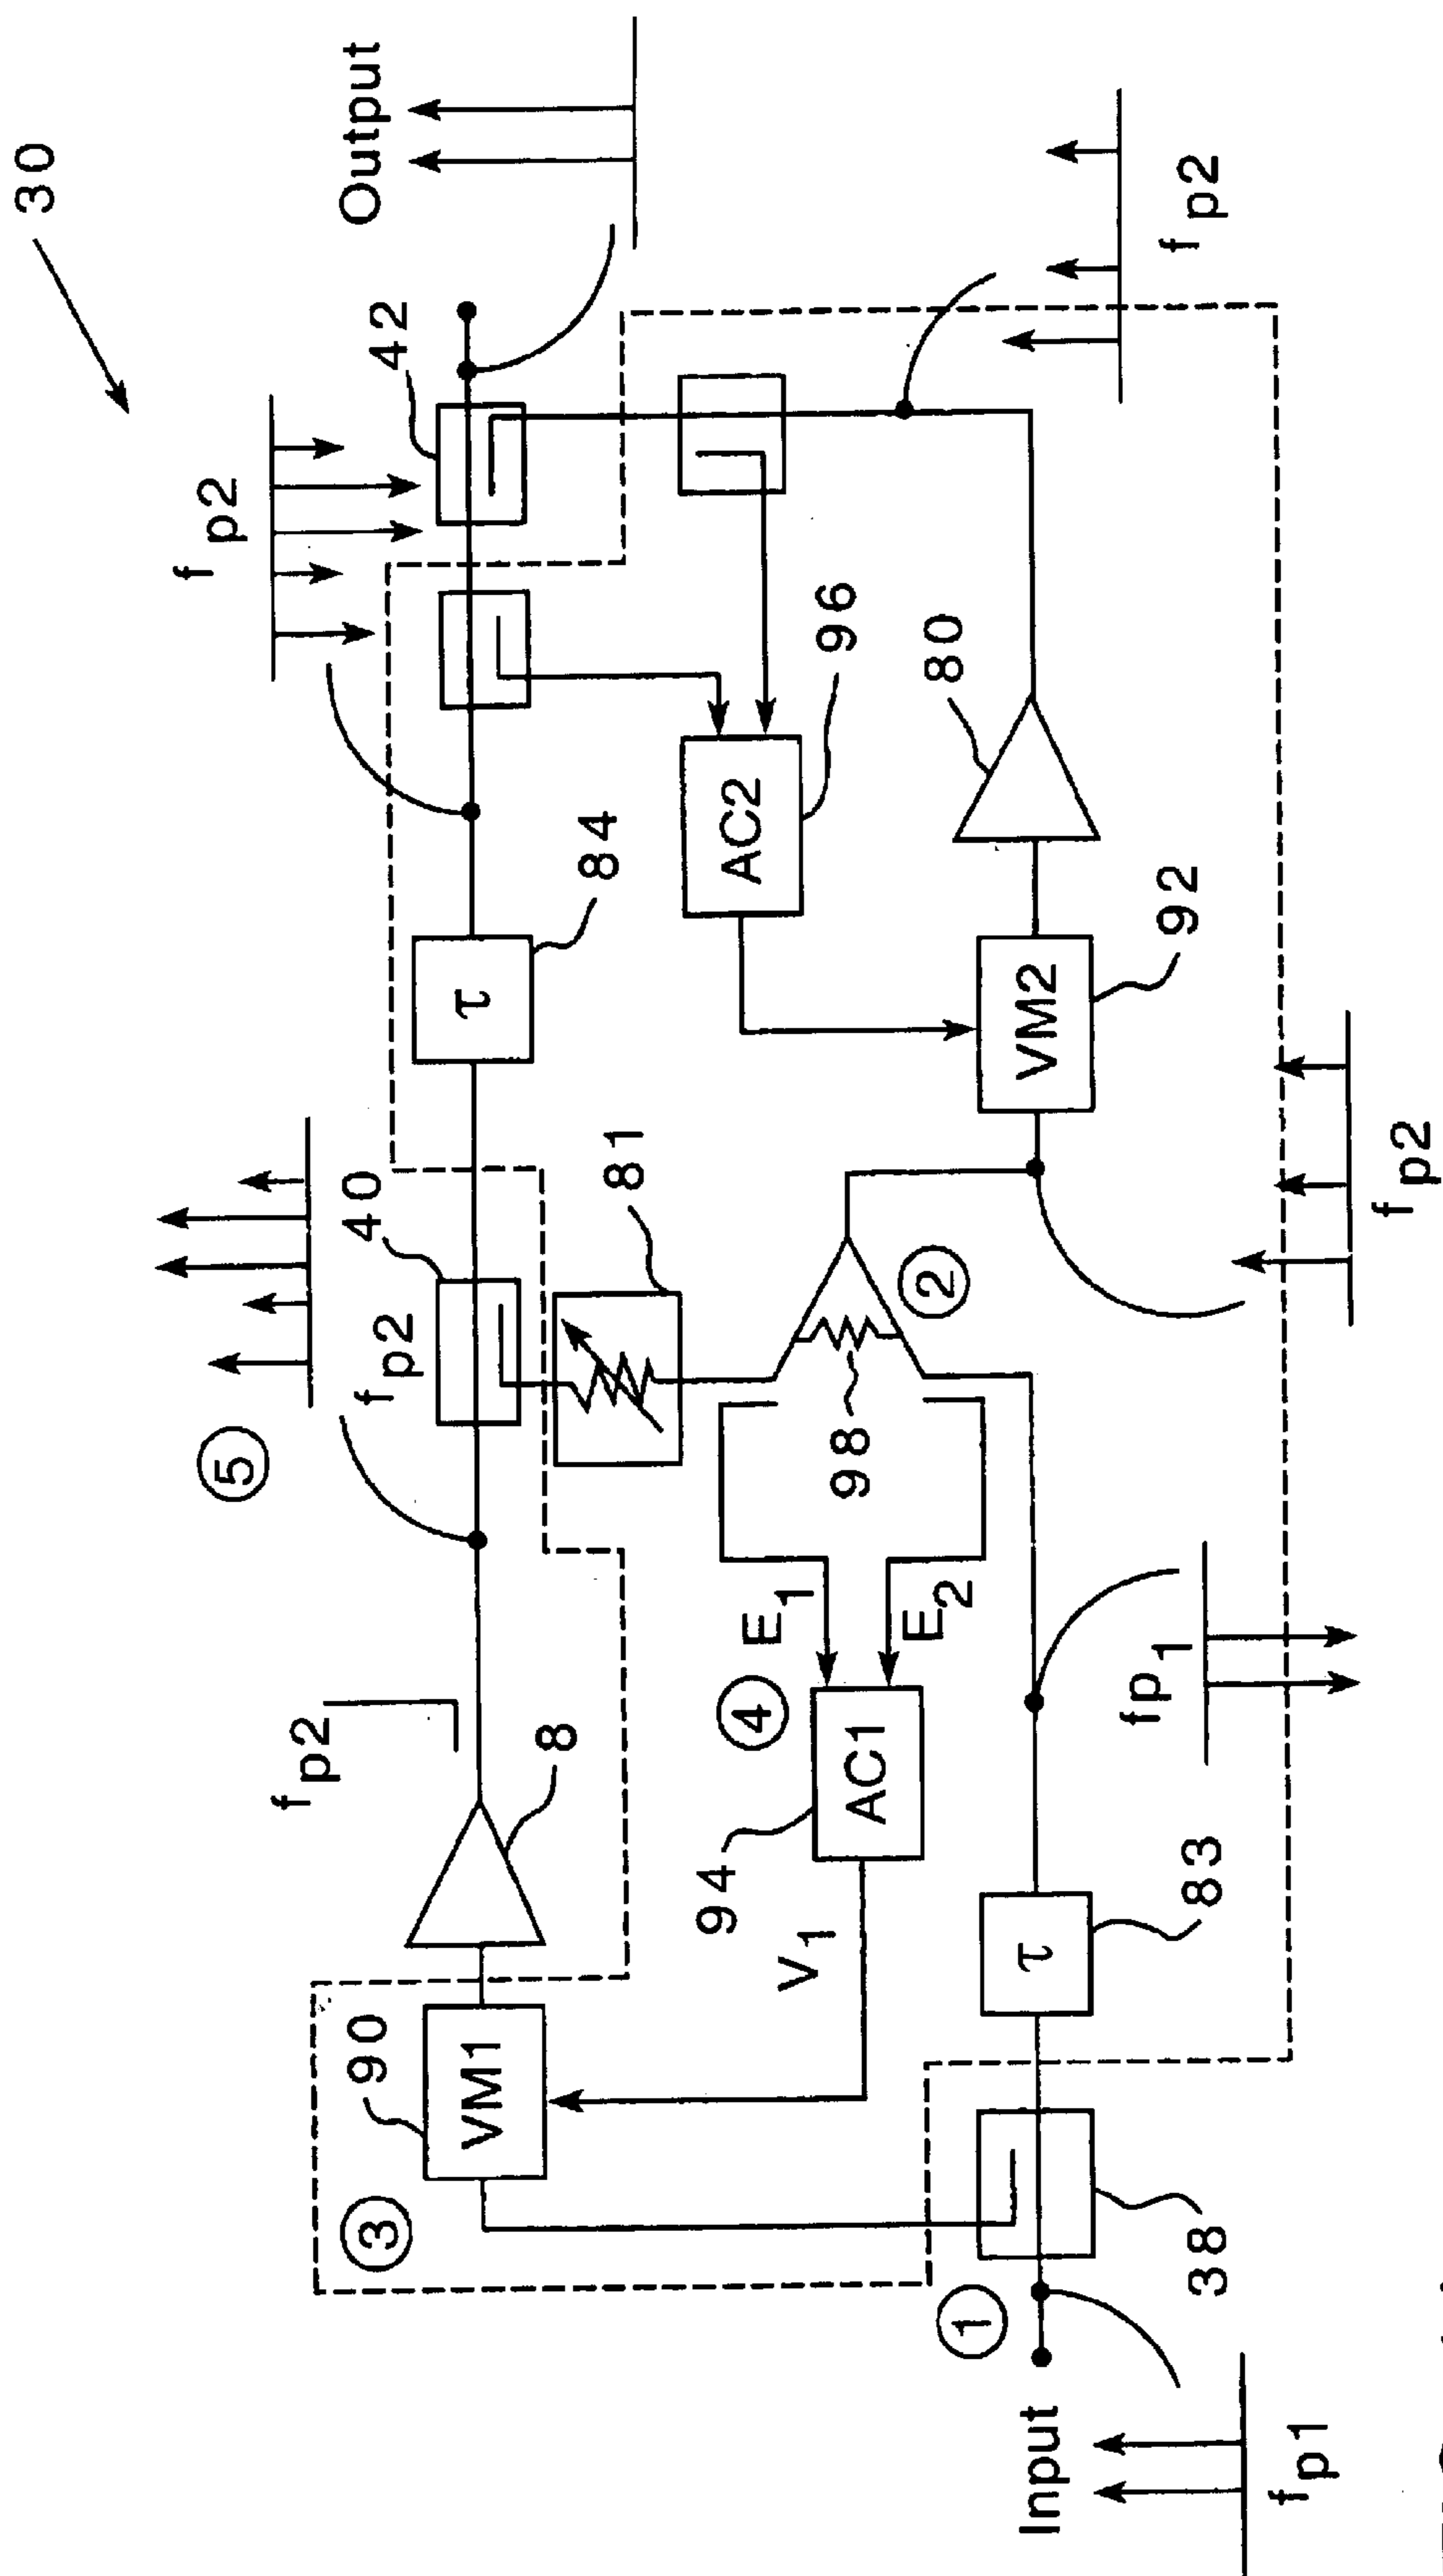 30
Output
42
f p2
f p2
96
80
AC2
84
τ
92
VM2
f p2
81
40
f p2
2
98
5
E1
E2
4
AC1
94
V1
fp1
f p2
8
83
τ
90
VM1
3
38
1
Input
f p1